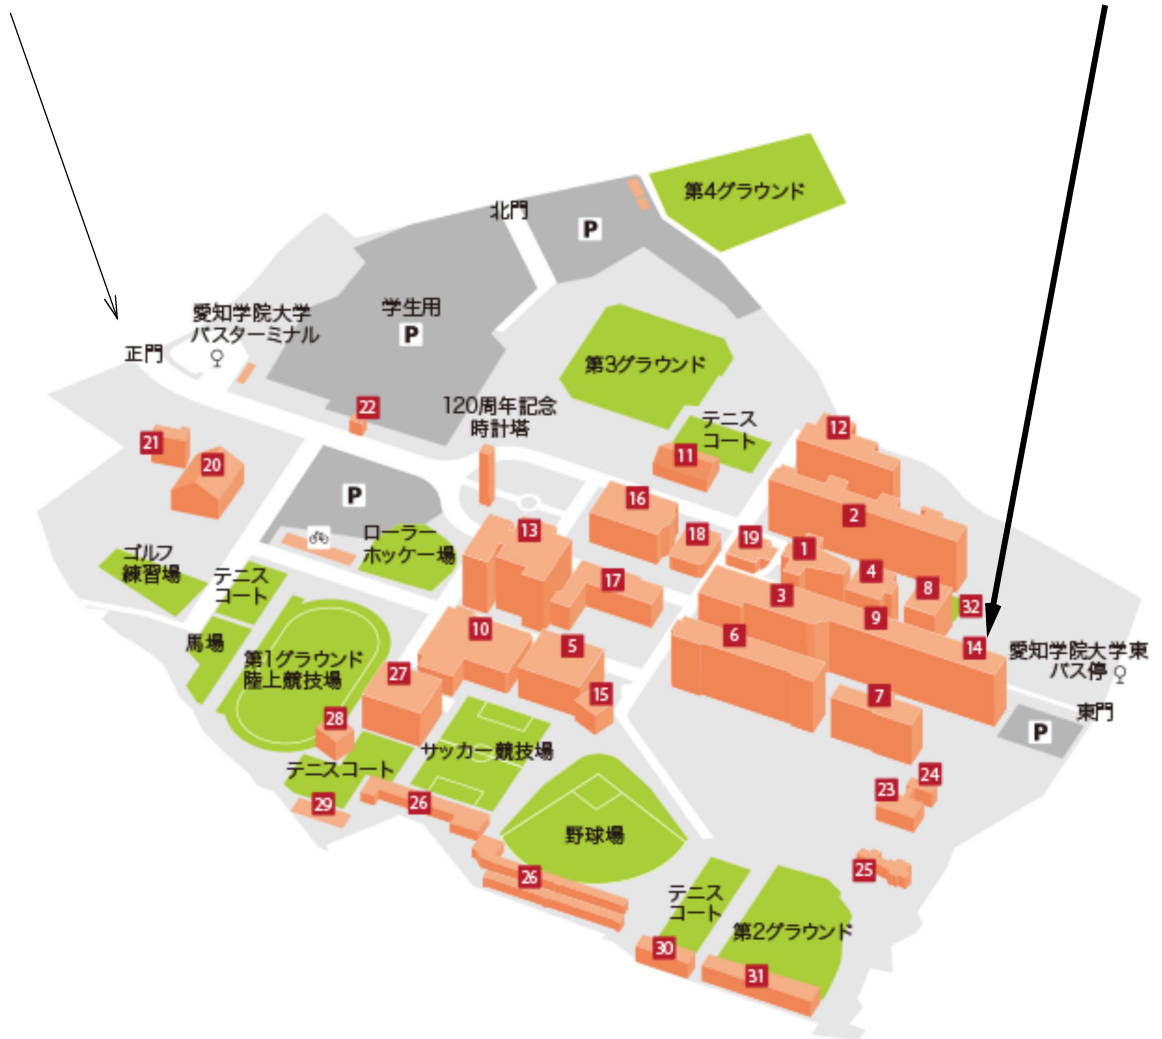 第4グラウンド
北門
P
愛知学院大学
バスターミナル
学生用
P
正門
第3グラウンド
22
120周年記念
時計塔
テニス
コート
12
21
20
11
P
16
2
ローラー
ホッケー場
13
18
19
1
ゴルフ
練習場
テニス
コート
17
4
3
8
32
9
馬場
10
6
5
14
愛知学院大学東
バス停
第1グラウンド
陸上競技場
27
15
7
東門
28
P
サッカー競技場
テニスコート
29
26
24
23
野球場
25
26
テニス
コート
第2グラウンド
30
31